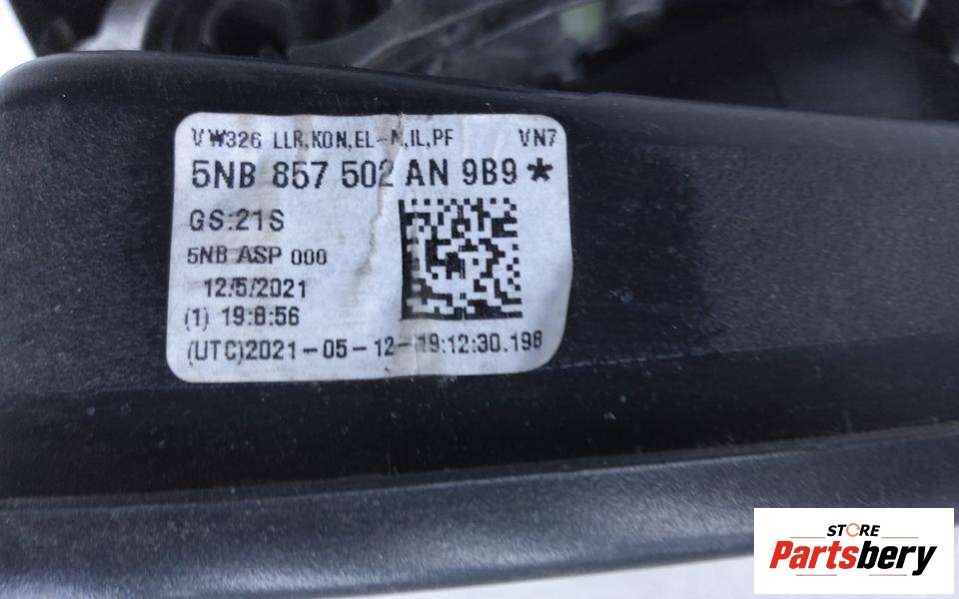 VW326 LLR,KON,EL-N,IL,PF VN7
5NB 857 502 AN 9B9 *
GS:21S
5NB ASP 000
12/5/2021
(1) 19:8:56
(UTC)2021-05-12-19:12:30.198
STORE
Partsbery